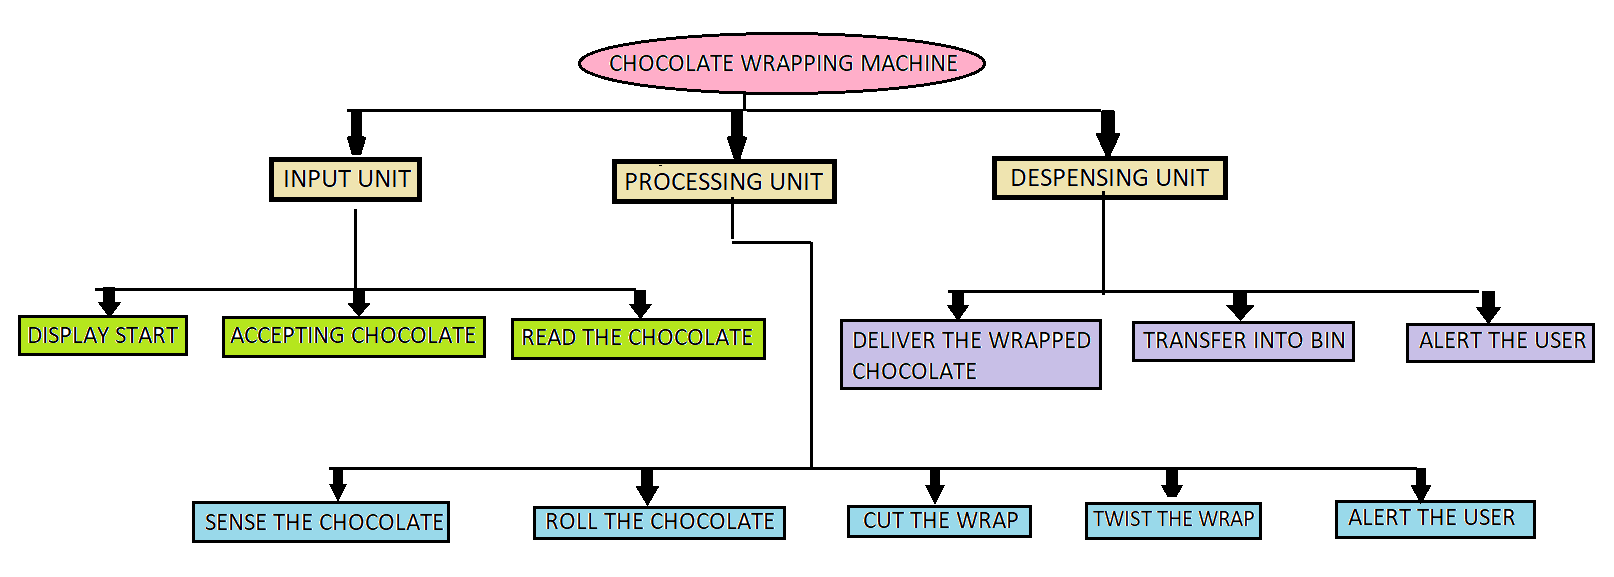 CHOCOLATE WRAPPING MACHINE
INPUT UNIT
PROCESSING UNIT
DESPENSING UNIT
DISPLAY START
ACCEPTING CHOCOLATE
READ THE CHOCOLATE
DELIVER THE WRAPPED
CHOCOLATE
TRANSFER INTO BIN
ALERT THE USER
SENSE THE CHOCOLATE
ROLL THE CHOCOLATE
CUT THE WRAP
TWIST THE WRAP
ALERT THE USER